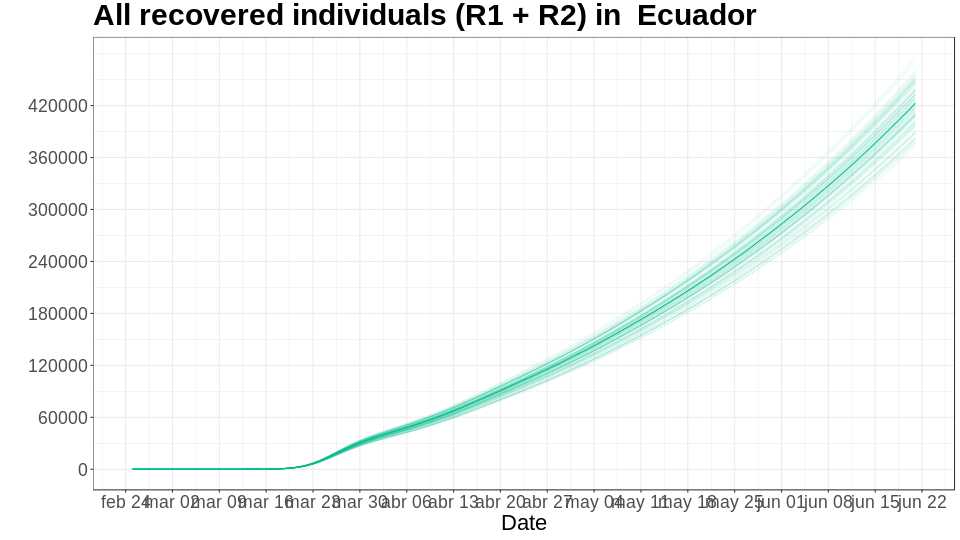 All recovered individuals (R1 + R2) in  Ecuador
420000
360000
300000
240000
180000
120000
60000
0
feb 24 mar 02 mar 09 mar 16 mar 23 mar 30 abr 06 abr 13 abr 20 abr 27 may 04 may 11 may 18 may 25 jun 01 jun 08 jun 15 jun 22
Date